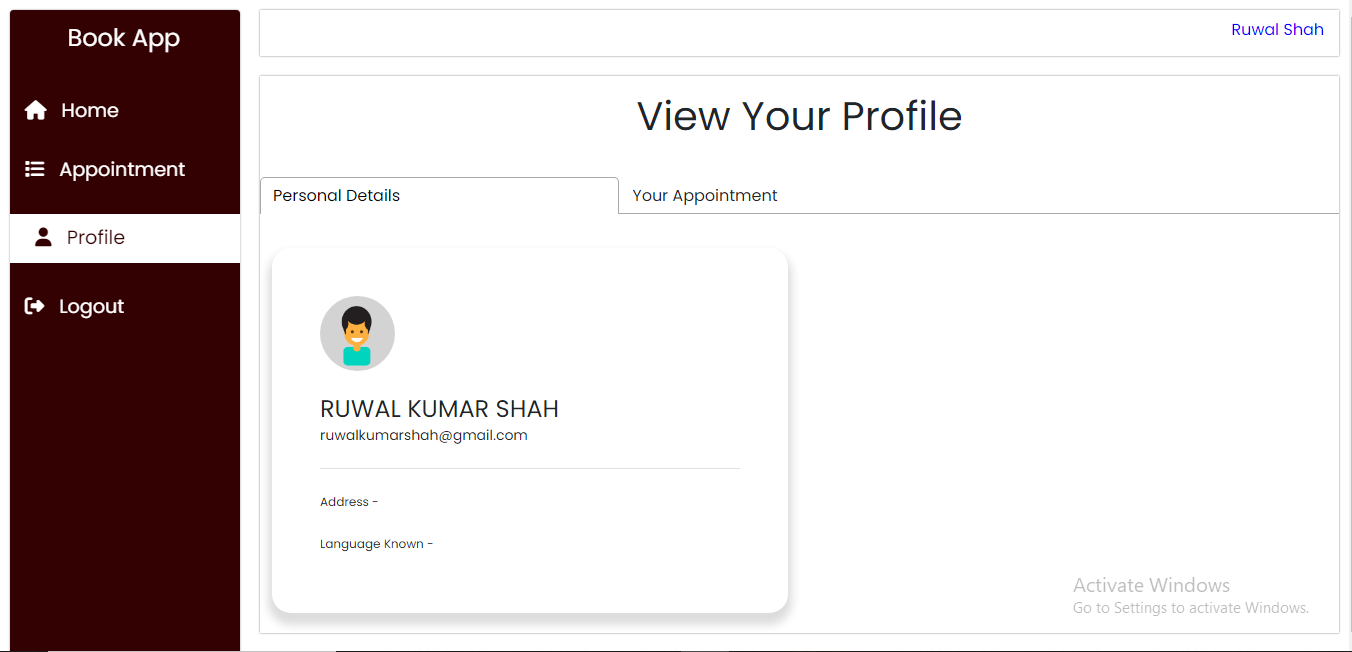 Book App
Ruwal Shah
Home
Appointment
Profile
Logout
View Your Profile
Personal Details
Your Appointment
RUWAL KUMAR SHAH
ruwalkumarshah@gmail.com
Address -
Language Known -
Activate Windows
Go to Settings to activate Windows.